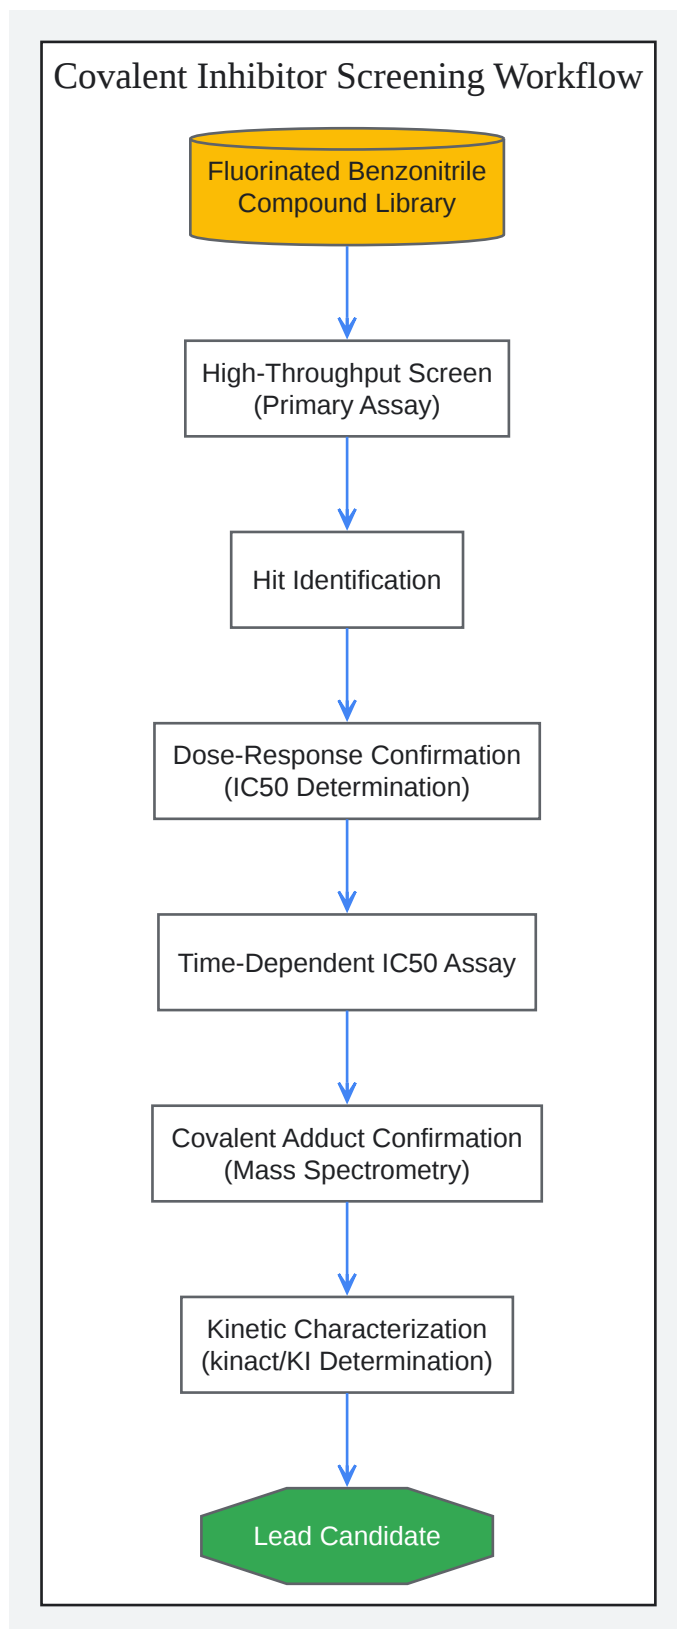 Covalent Inhibitor Screening Workflow
Fluorinated Benzonitrile
Compound Library
High-Throughput Screen
(Primary Assay)
Hit Identification
Dose-Response Confirmation
(IC50 Determination)
Time-Dependent IC50 Assay
Covalent Adduct Confirmation
(Mass Spectrometry)
Kinetic Characterization
(kinact/KI Determination)
Lead Candidate